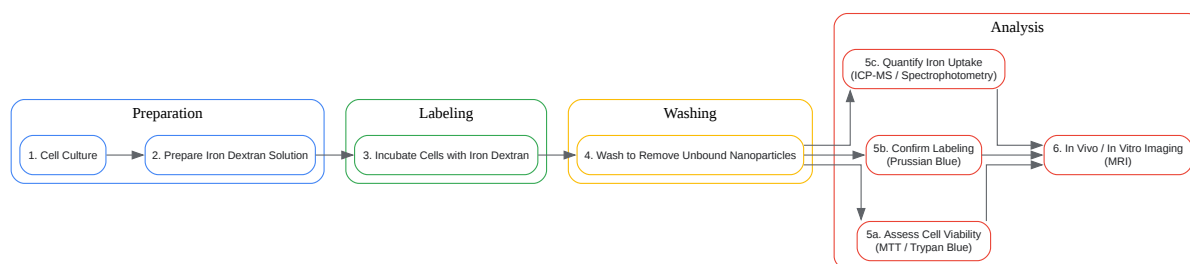 Preparation
1. Cell Culture
2. Prepare Iron Dextran Solution
Labeling
3. Incubate Cells with Iron Dextran
Washing
4. Wash to Remove Unbound Nanoparticles
Analysis
5c. Quantify Iron Uptake
(ICP-MS / Spectrophotometry)
5b. Confirm Labeling
(Prussian Blue)
5a. Assess Cell Viability
(MTT / Trypan Blue)
6. In Vivo / In Vitro Imaging
(MRI)